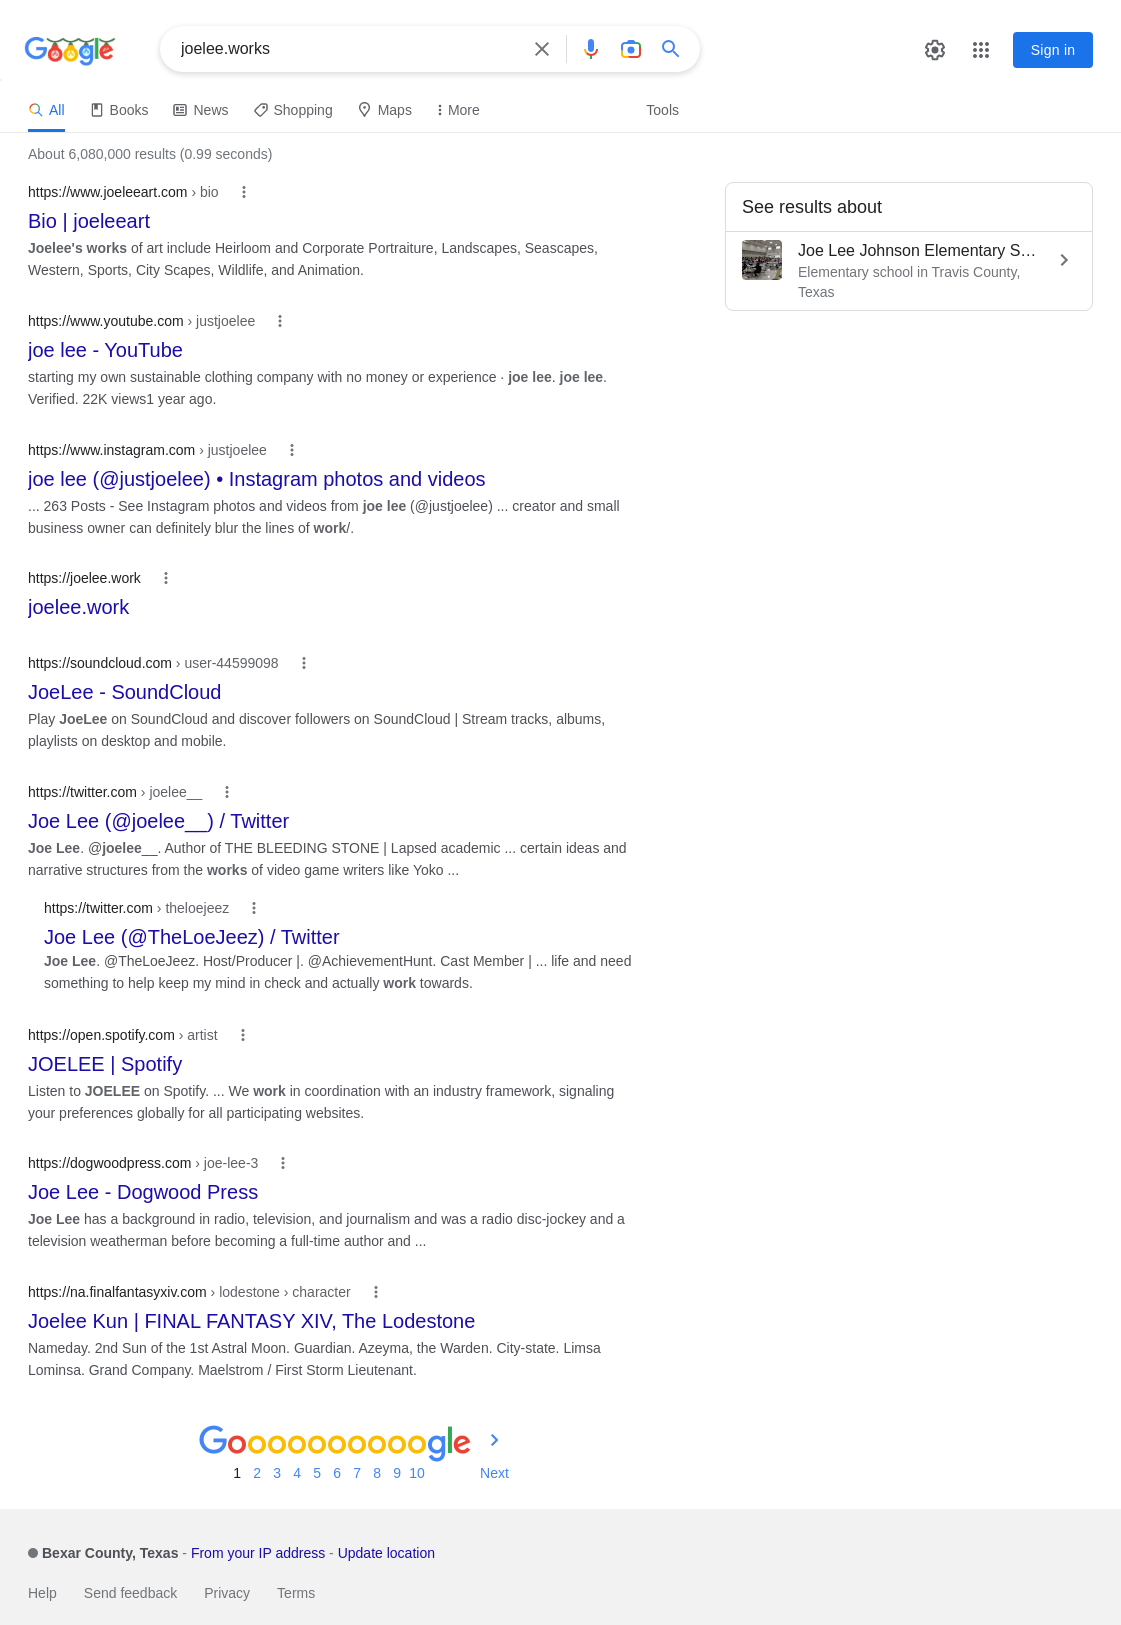 Google
joelee.works
Sign in
All Books News Shopping Maps More Tools
About 6,080,000 results (0.99 seconds)
https://www.joeleeart.com › bio
Bio | joeleeart
Joelee's works of art include Heirloom and Corporate Portraiture, Landscapes, Seascapes,
Western, Sports, City Scapes, Wildlife, and Animation.
https://www.youtube.com › justjoelee
joe lee - YouTube
starting my own sustainable clothing company with no money or experience · joe lee. joe lee.
Verified. 22K views1 year ago.
https://www.instagram.com › justjoelee
joe lee (@justjoelee) • Instagram photos and videos
... 263 Posts - See Instagram photos and videos from joe lee (@justjoelee) ... creator and small
business owner can definitely blur the lines of work/.
https://joelee.work
joelee.work
https://soundcloud.com › user-44599098
JoeLee - SoundCloud
Play JoeLee on SoundCloud and discover followers on SoundCloud | Stream tracks, albums,
playlists on desktop and mobile.
https://twitter.com › joelee__
Joe Lee (@joelee__) / Twitter
Joe Lee. @joelee__. Author of THE BLEEDING STONE | Lapsed academic ... certain ideas and
narrative structures from the works of video game writers like Yoko ...
https://twitter.com › theloejeez
Joe Lee (@TheLoeJeez) / Twitter
Joe Lee. @TheLoeJeez. Host/Producer |. @AchievementHunt. Cast Member | ... life and need
something to help keep my mind in check and actually work towards.
https://open.spotify.com › artist
JOELEE | Spotify
Listen to JOELEE on Spotify. ... We work in coordination with an industry framework, signaling
your preferences globally for all participating websites.
https://dogwoodpress.com › joe-lee-3
Joe Lee - Dogwood Press
Joe Lee has a background in radio, television, and journalism and was a radio disc-jockey and a
television weatherman before becoming a full-time author and ...
https://na.finalfantasyxiv.com › lodestone › character
Joelee Kun | FINAL FANTASY XIV, The Lodestone
Nameday. 2nd Sun of the 1st Astral Moon. Guardian. Azeyma, the Warden. City-state. Limsa
Lominsa. Grand Company. Maelstrom / First Storm Lieutenant.
See results about
Joe Lee Johnson Elementary S...
Elementary school in Travis County,
Texas
Goooooooooogle
1 2 3 4 5 6 7 8 9 10 Next
Bexar County, Texas - From your IP address - Update location
Help Send feedback Privacy Terms